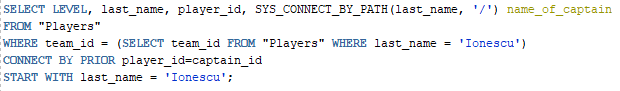 SELECT LEVEL, last_name, player_id, SYS_CONNECT_BY_PATH(last_name, '/') name_of_captain
FROM "Players"
WHERE team_id = (SELECT team_id FROM "Players" WHERE last_name = 'Ionescu')
CONNECT BY PRIOR player_id=captain_id
START WITH last_name = 'Ionescu';